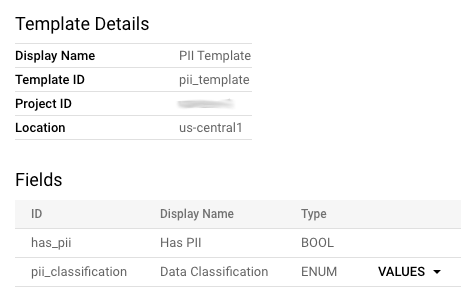 Template Details
Display Name PII Template
Template ID pii_template
Project ID
Location us-central1
Fields
ID Display Name Type
has_pii Has PII BOOL
pii_classification Data Classification ENUM VALUES